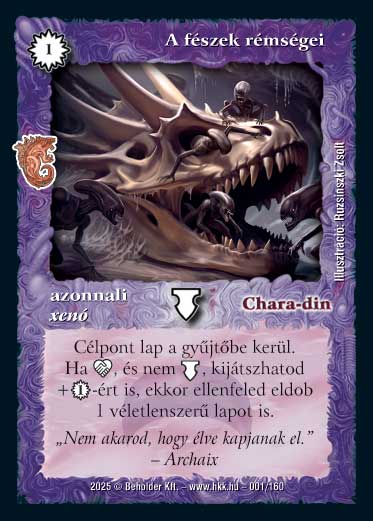 1
A fészek rémségei
Illusztráció: Ruzsinszki Zsolt
azonnali
xenó
Chara-din
Célpont lap a gyűjtőbe kerül.
Ha , és nem , kijátszhatod
+1-ért is, ekkor ellenfeled eldob
1 véletlenszerű lapot is.
„Nem akarod, hogy élve kapjanak el.”
– Archaix
2025 © Beholder Kft. – www.hkk.hu – 001/160